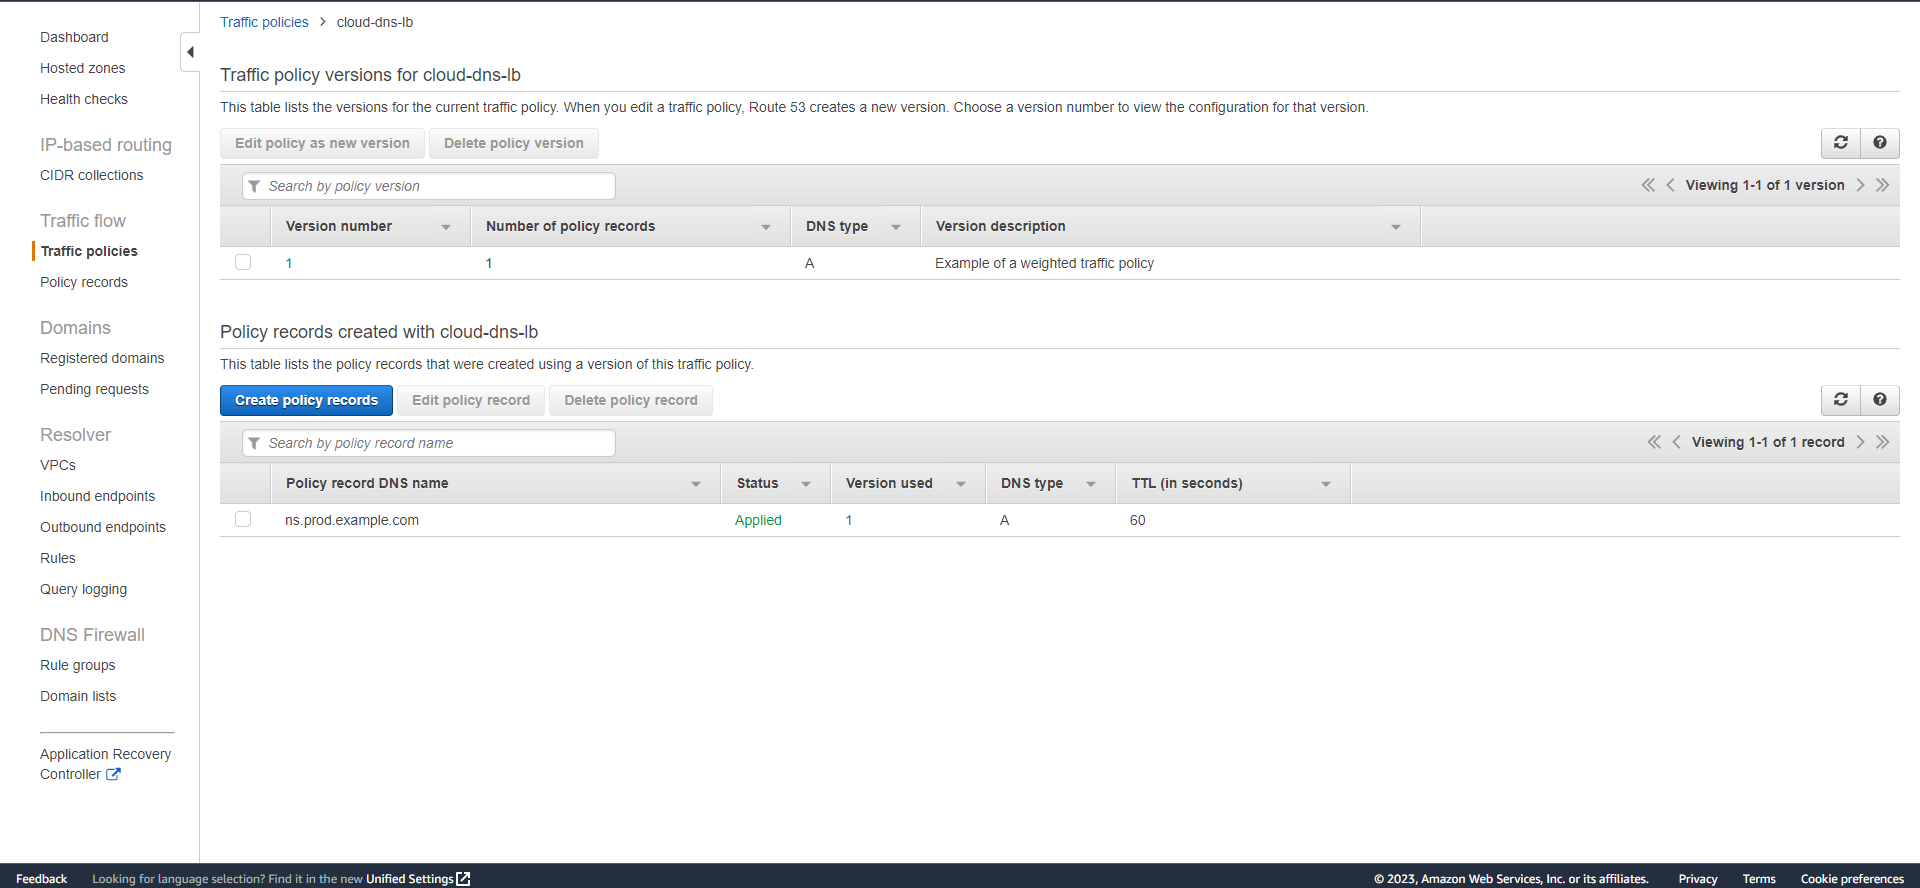 Dashboard
Hosted zones
Health checks
IP-based routing
CIDR collections
Traffic flow
Traffic policies
Policy records
Domains
Registered domains
Pending requests
Resolver
VPCs
Inbound endpoints
Outbound endpoints
Rules
Query logging
DNS Firewall
Rule groups
Domain lists
Application Recovery
Controller
Traffic policies > cloud-dns-lb
Traffic policy versions for cloud-dns-lb
This table lists the versions for the current traffic policy. When you edit a traffic policy, Route 53 creates a new version. Choose a version number to view the configuration for that version.
Edit policy as new version Delete policy version
Search by policy version Viewing 1-1 of 1 version
Version number Number of policy records DNS type Version description
1 1 A Example of a weighted traffic policy
Policy records created with cloud-dns-lb
This table lists the policy records that were created using a version of this traffic policy.
Create policy records Edit policy record Delete policy record
Search by policy record name Viewing 1-1 of 1 record
Policy record DNS name Status Version used DNS type TTL (in seconds)
ns.prod.example.com Applied 1 A 60
Feedback Looking for language selection? Find it in the new Unified Settings © 2023, Amazon Web Services, Inc. or its affiliates. Privacy Terms Cookie preferences